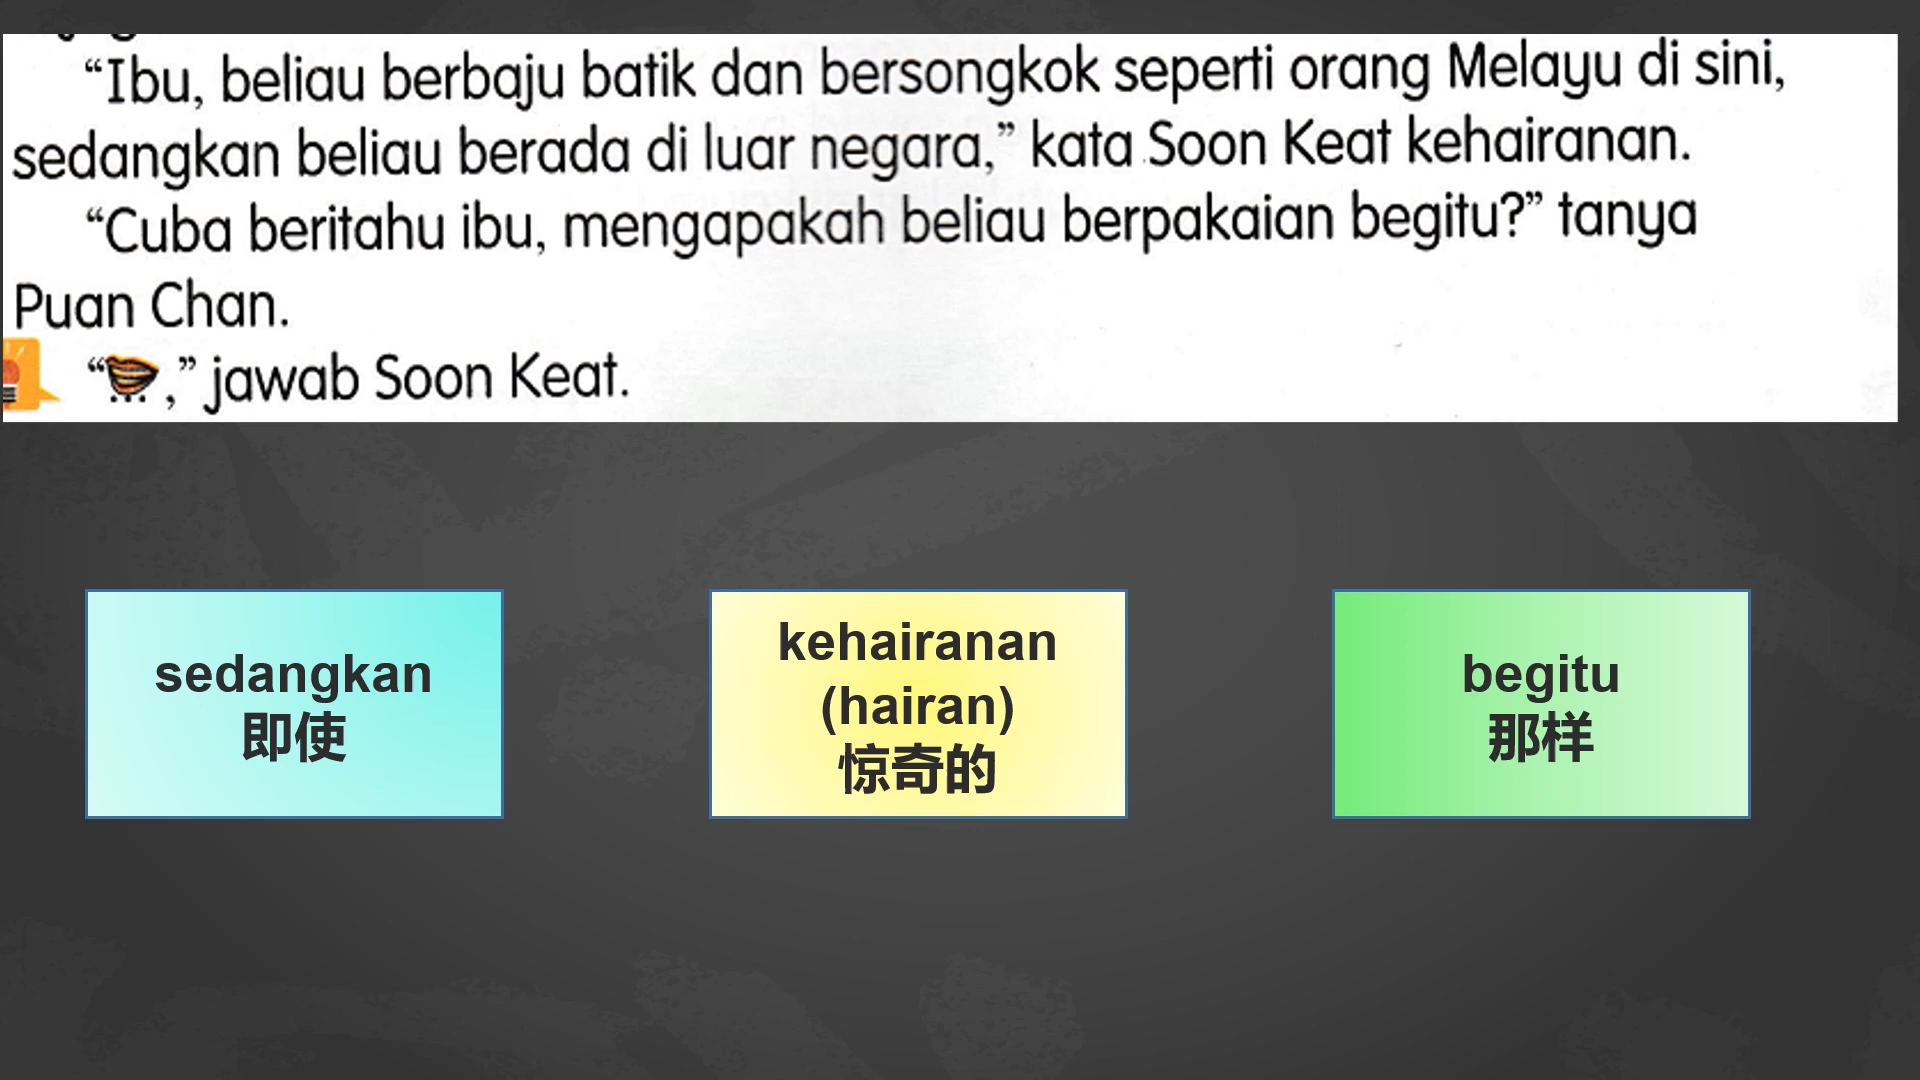 “Ibu, beliau berbaju batik dan bersongkok seperti orang Melayu di sini,
sedangkan beliau berada di luar negara,” kata Soon Keat kehairanan.
“Cuba beritahu ibu, mengapakah beliau berpakaian begitu?” tanya
Puan Chan.
“... ,” jawab Soon Keat.
sedangkan
即使
kehairanan
(hairan)
惊奇的
begitu
那样